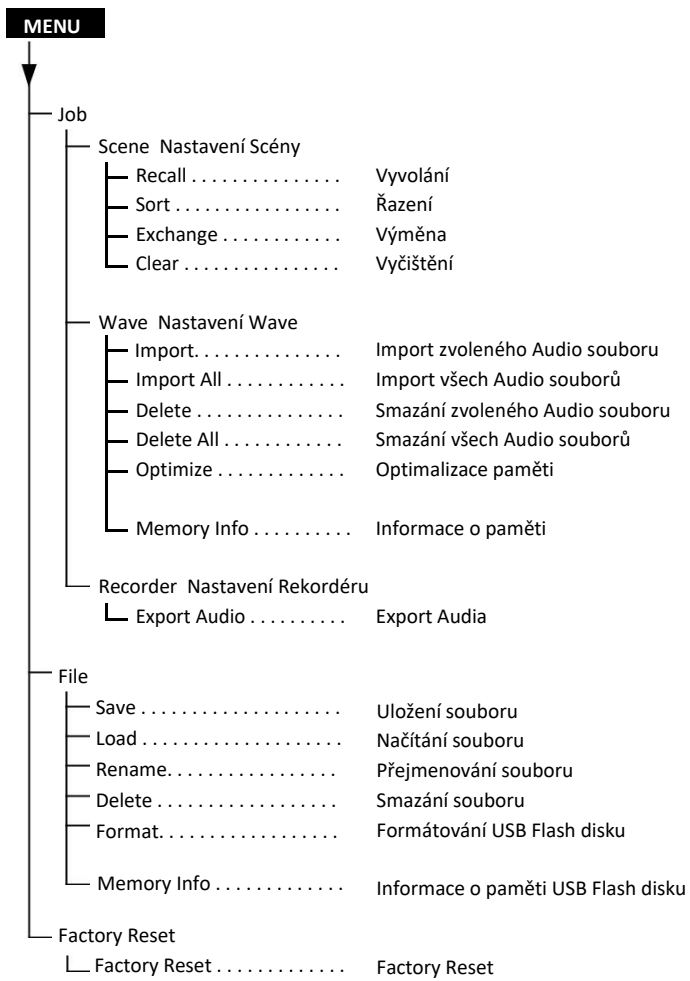 MENU
Job
Scene Nastavení Scény
Recall . . . . . . . . . . . . . . . Vyvolání
Sort . . . . . . . . . . . . . . . . . Řazení
Exchange . . . . . . . . . . . . Výměna
Clear . . . . . . . . . . . . . . . . Vyčištění
Wave Nastavení Wave
Import. . . . . . . . . . . . . . . Import zvoleného Audio souboru
Import All . . . . . . . . . . . . Import všech Audio souborů
Delete . . . . . . . . . . . . . . . Smazání zvoleného Audio souboru
Delete All . . . . . . . . . . . . Smazání všech Audio souborů
Optimize . . . . . . . . . . . . . Optimalizace paměti
Memory Info . . . . . . . . . . Informace o paměti
Recorder Nastavení Rekordéru
Export Audio . . . . . . . . . . Export Audia
File
Save . . . . . . . . . . . . . . . . . . . . Uložení souboru
Load . . . . . . . . . . . . . . . . . . . . Načítání souboru
Rename. . . . . . . . . . . . . . . . . Přejmenování souboru
Delete . . . . . . . . . . . . . . . . . . Smazání souboru
Format. . . . . . . . . . . . . . . . . . Formátování USB Flash disku
Memory Info . . . . . . . . . . . . . Informace o paměti USB Flash disku
Factory Reset
Factory Reset . . . . . . . . . . . . . Factory Reset